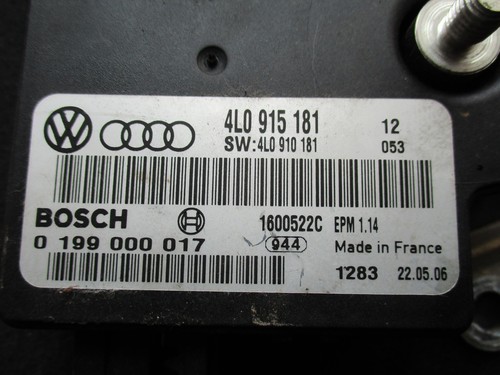 4L0 915 181 12
SW:4L0 910 181 053
BOSCH 1600522C EPM 1.14
0 199 000 017 944 Made in France
1283 22.05.06